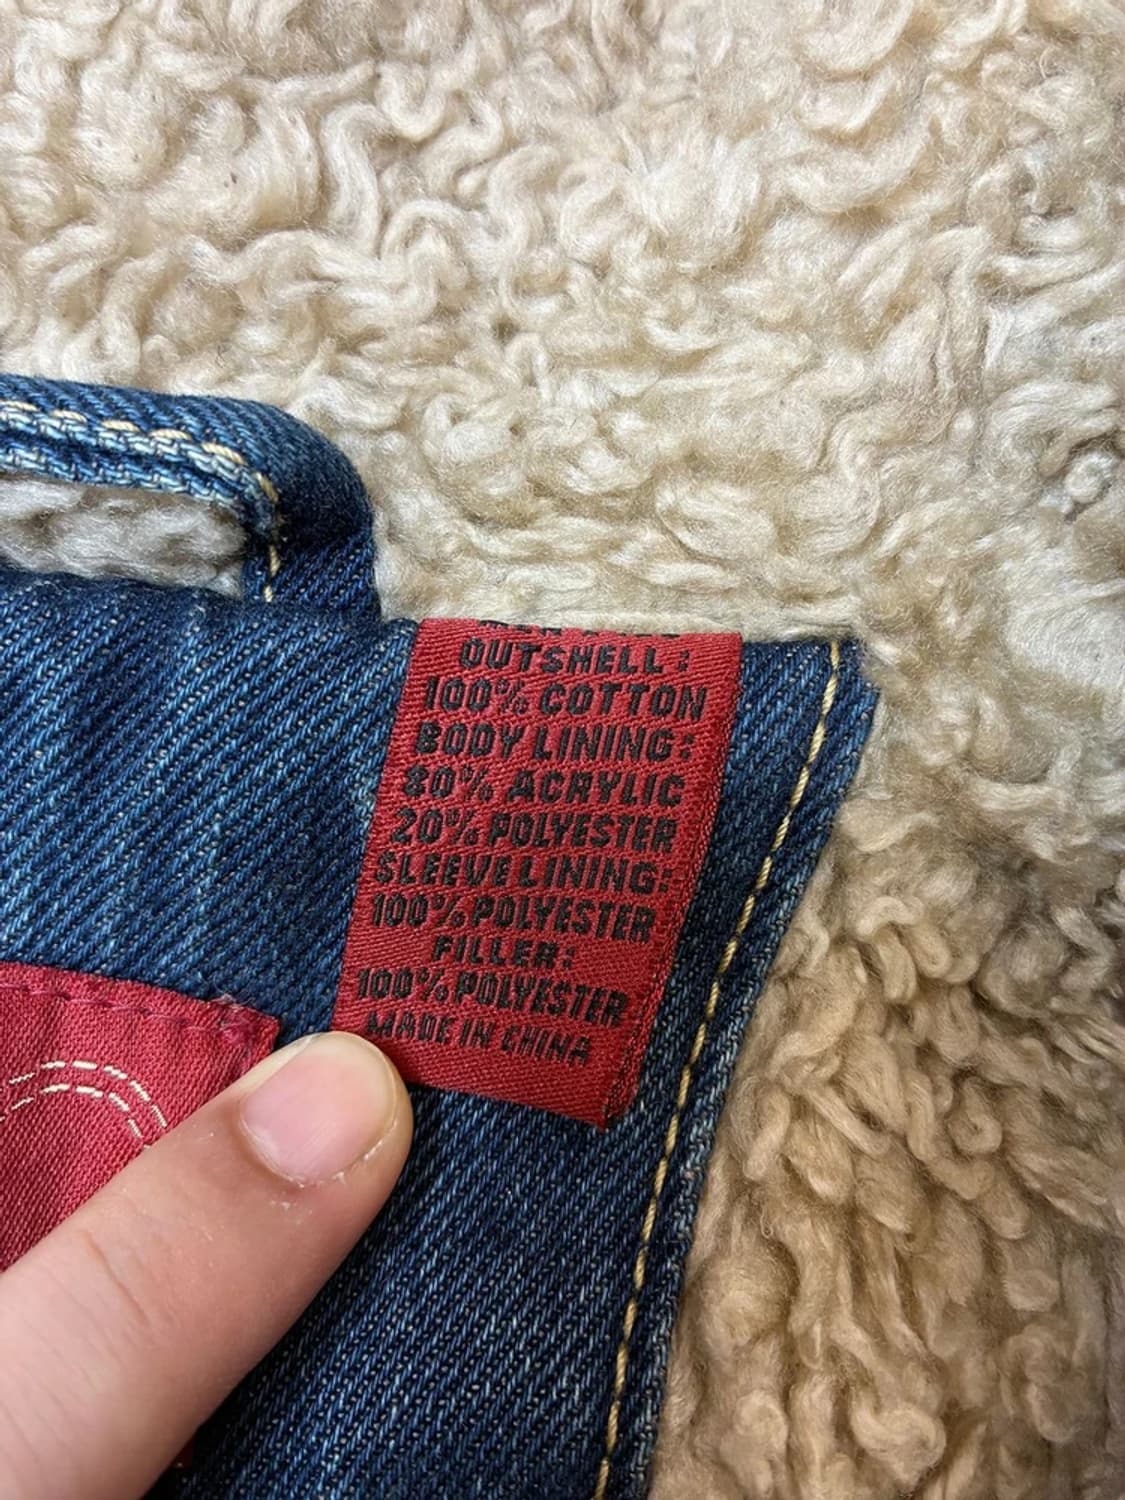 OUTSHELL:
100% COTTON
BODY LINING:
80% ACRYLIC
20% POLYESTER
SLEEVE LINING:
100% POLYESTER
FILLER:
100% POLYESTER
MADE IN CHINA